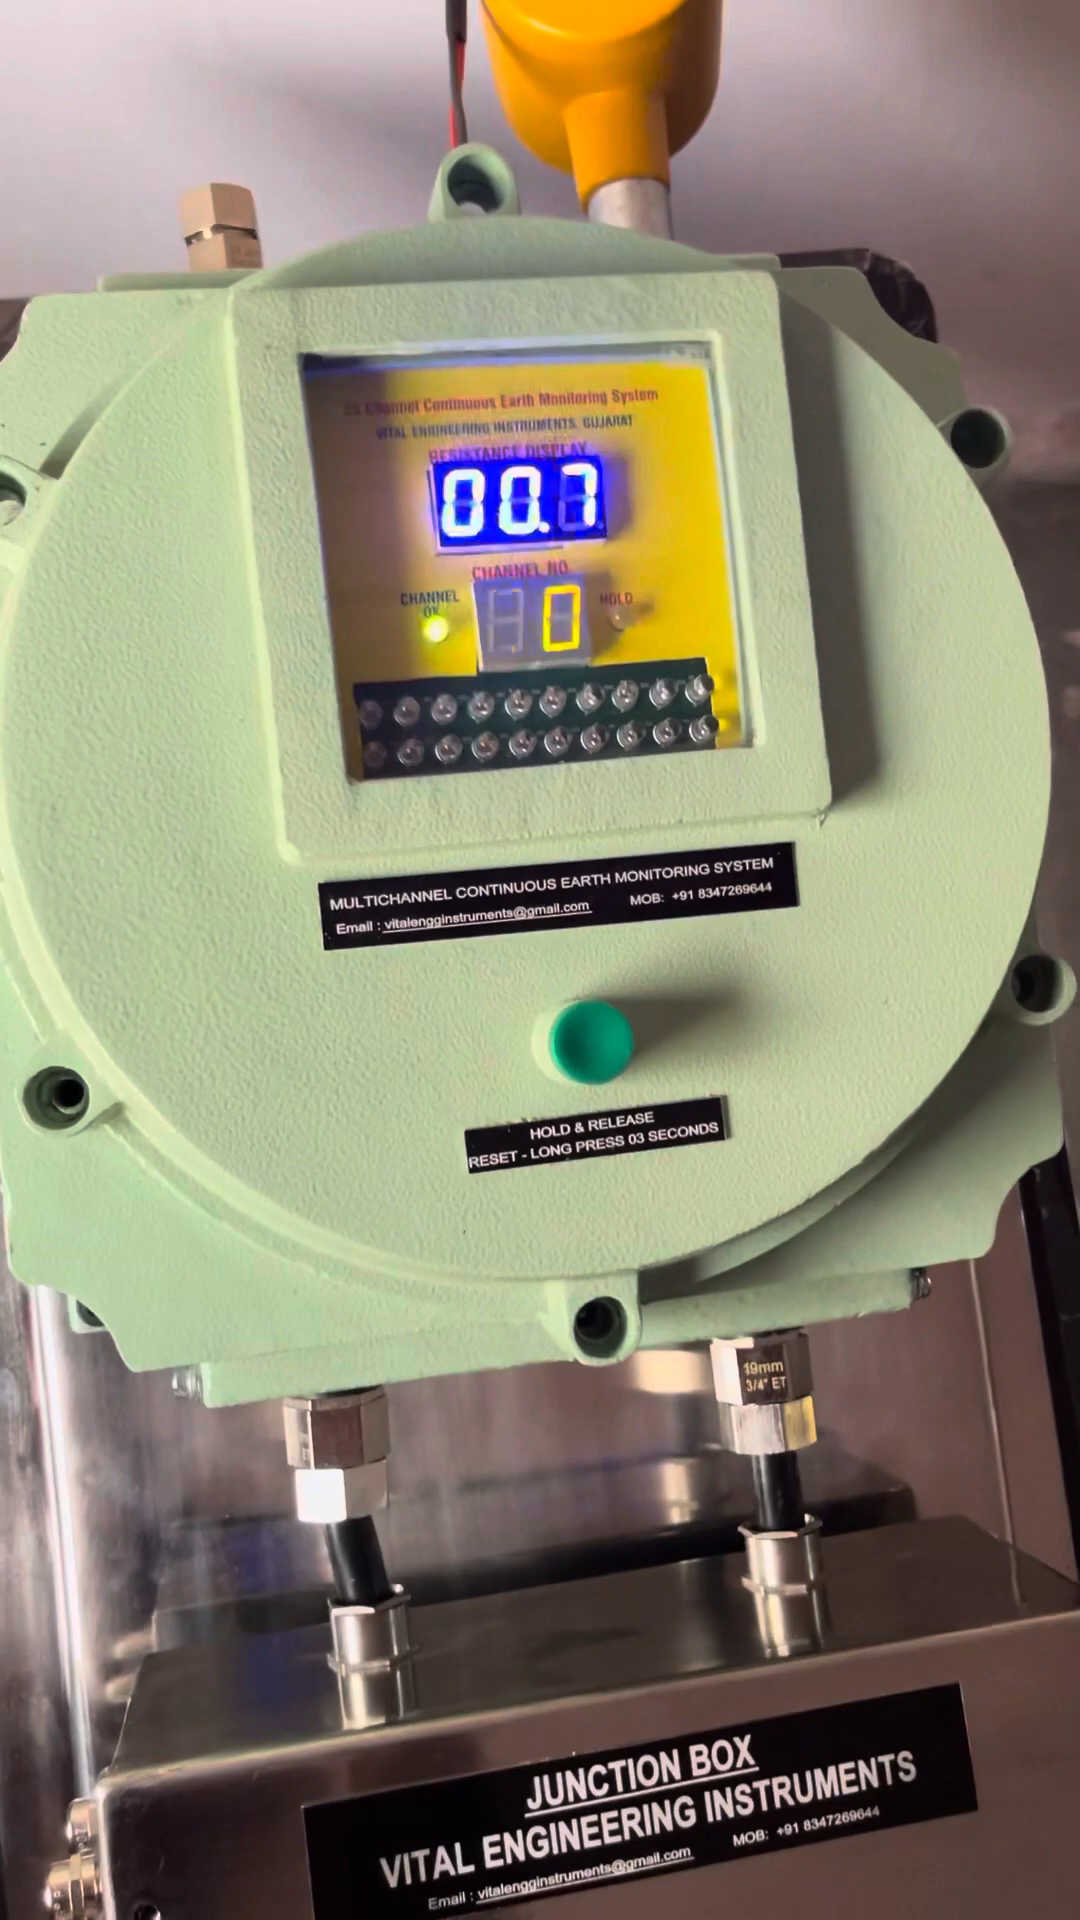 Channel Continuous Earth Monitoring System
VITAL ENGINEERING INSTRUMENTS, GUJARAT
RESISTANCE DISPLAY
00.7
CHANNEL NO.
CHANNEL
OK
0
HOLD
MULTICHANNEL CONTINUOUS EARTH MONITORING SYSTEM
Email : vitalengginstruments@gmail.com MOB: +91 8347269644
HOLD & RELEASE
RESET - LONG PRESS 03 SECONDS
19mm
3/4" ET
JUNCTION BOX
VITAL ENGINEERING INSTRUMENTS
Email : vitalengginstruments@gmail.com MOB: +91 8347269644